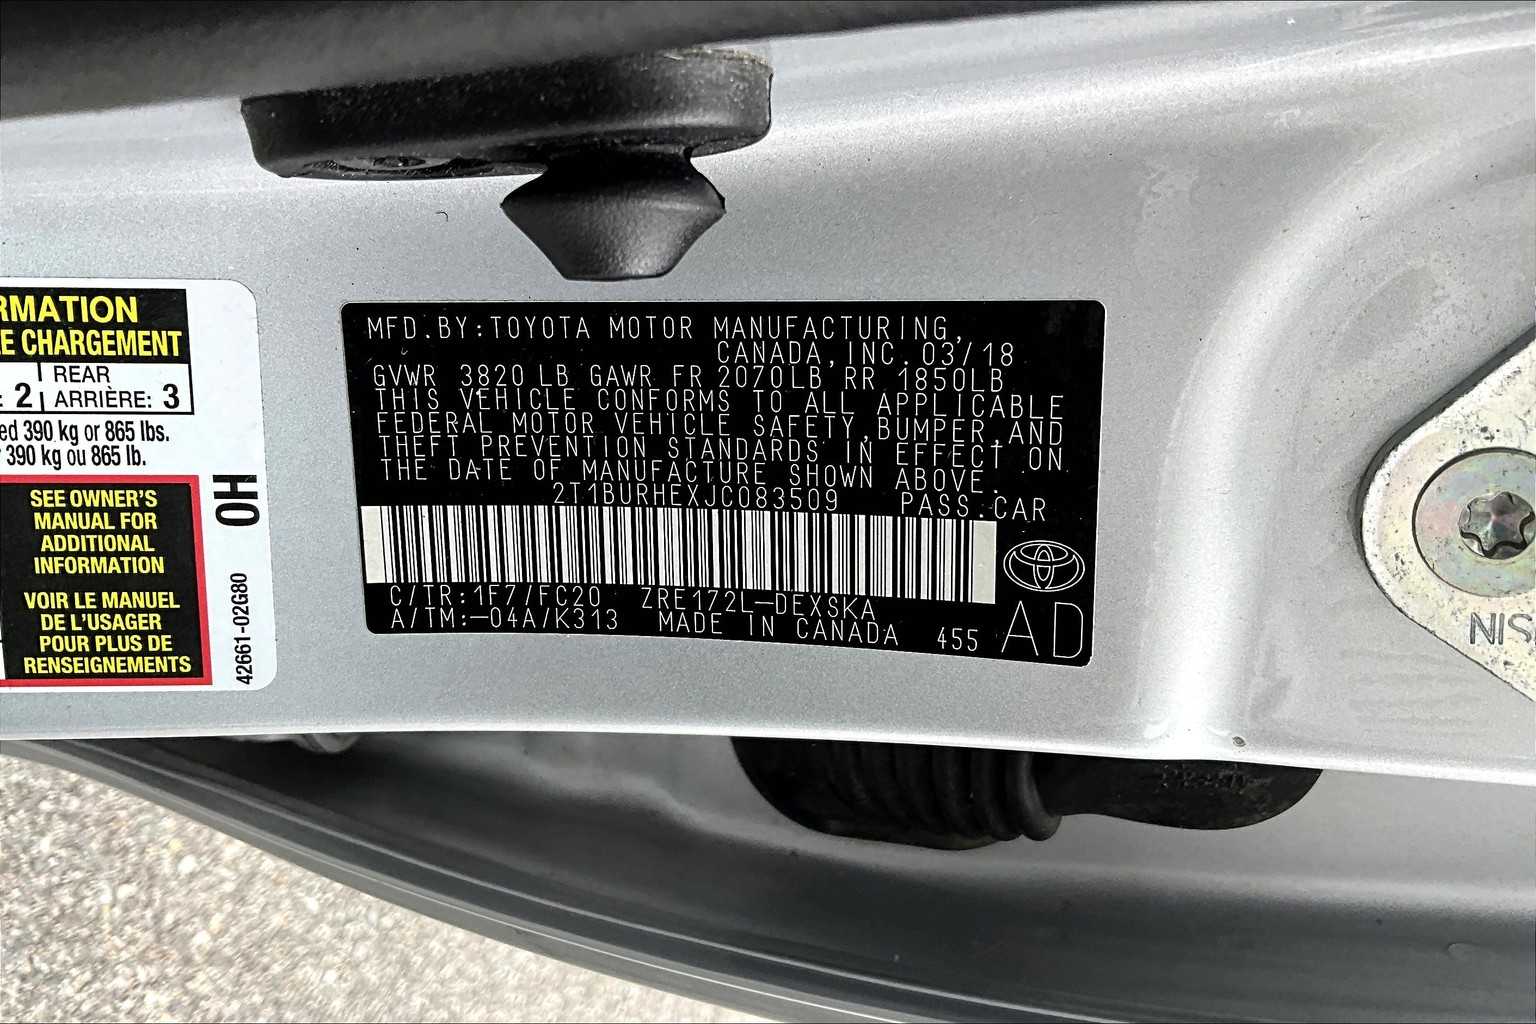 RMATION
E CHARGEMENT
2 REAR
ARRIÈRE: 3
ed 390 kg or 865 lbs.
390 kg ou 865 lb.
SEE OWNER'S
MANUAL FOR
ADDITIONAL
INFORMATION
VOIR LE MANUEL
DE L'USAGER
POUR PLUS DE
RENSEIGNEMENTS
OH
42661-02G80
MFD.BY:TOYOTA MOTOR MANUFACTURING,
CANADA,INC. 03/18
GVWR 3820 LB GAWR FR 2070LB RR 1850LB
THIS VEHICLE CONFORMS TO ALL APPLICABLE
FEDERAL MOTOR VEHICLE SAFETY,BUMPER,AND
THEFT PREVENTION STANDARDS IN EFFECT ON
THE DATE OF MANUFACTURE SHOWN ABOVE.
2T1BURHEXJC083509 PASS.CAR
C/TR:1F7/FC20 ZRE172L-DEXSKA
A/TM:-04A/K313 MADE IN CANADA 455 AD
NIS